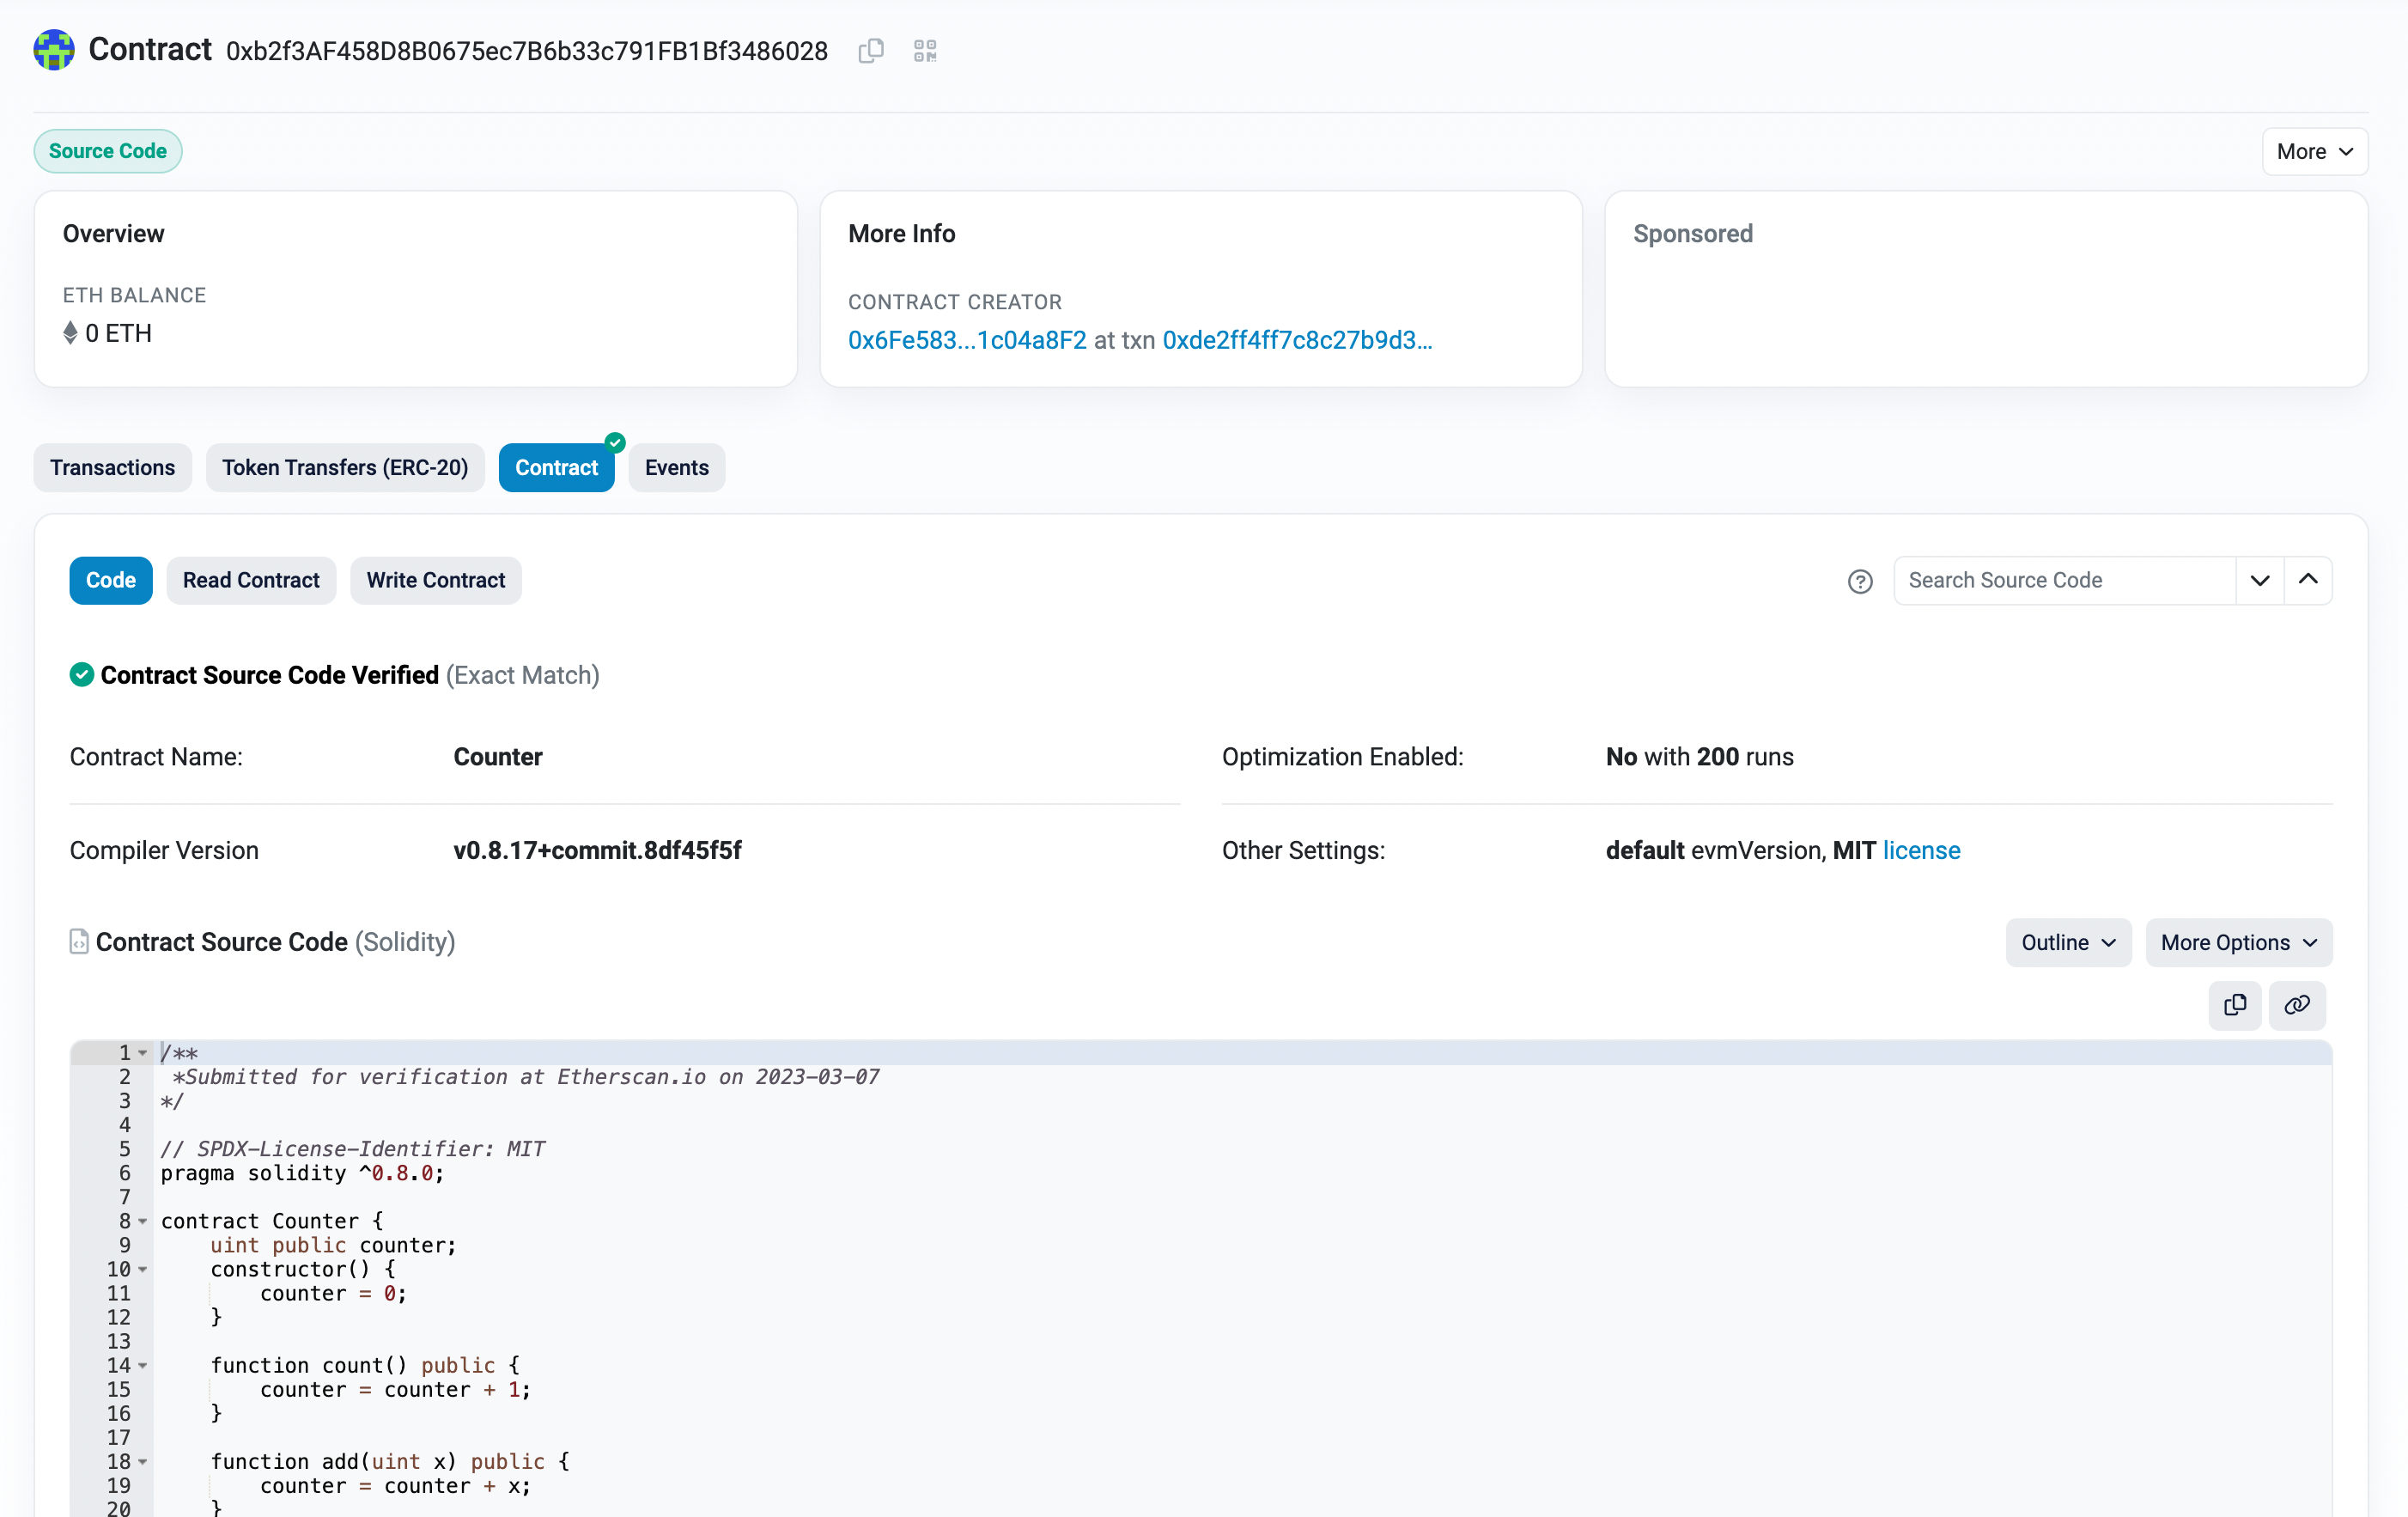 Contract 0xb2f3AF458D8B0675ec7B6b33c791FB1Bf3486028
Source Code
More
Overview
ETH BALANCE
0 ETH
More Info
CONTRACT CREATOR
0x6Fe583...1c04a8F2 at txn 0xde2ff4ff7c8c27b9d3...
Sponsored
Transactions
Token Transfers (ERC-20)
Contract
Events
Code
Read Contract
Write Contract
Search Source Code
Contract Source Code Verified (Exact Match)
Contract Name:
Counter
Optimization Enabled:
No with 200 runs
Compiler Version
v0.8.17+commit.8df45f5f
Other Settings:
default evmVersion, MIT license
Contract Source Code (Solidity)
Outline
More Options
1 /**
2  *Submitted for verification at Etherscan.io on 2023-03-07
3 */
4
5 // SPDX-License-Identifier: MIT
6 pragma solidity ^0.8.0;
7
8 contract Counter {
9     uint public counter;
10     constructor() {
11         counter = 0;
12     }
13
14     function count() public {
15         counter = counter + 1;
16     }
17
18     function add(uint x) public {
19         counter = counter + x;
20     }